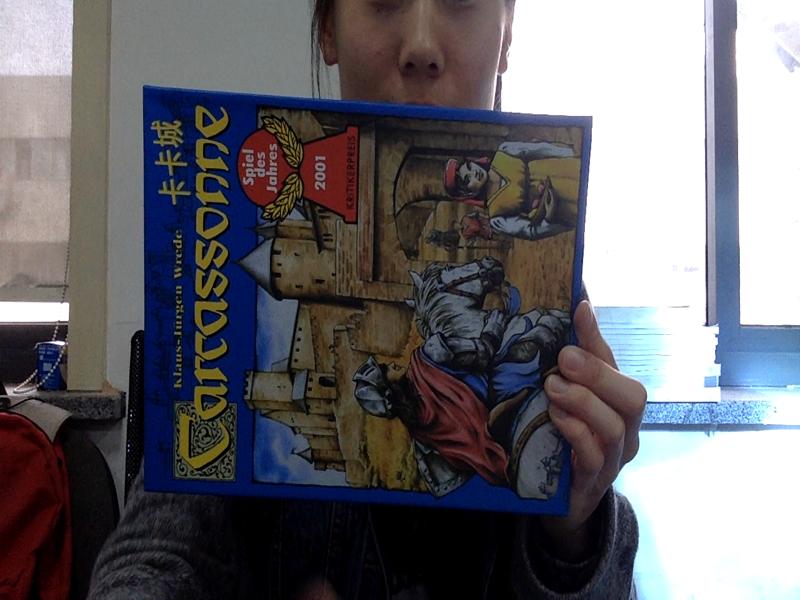 卡卡城
Klaus-Jürgen Wrede
Carcassonne
Spiel
des
Jahres
2001
KRITIKERPREIS